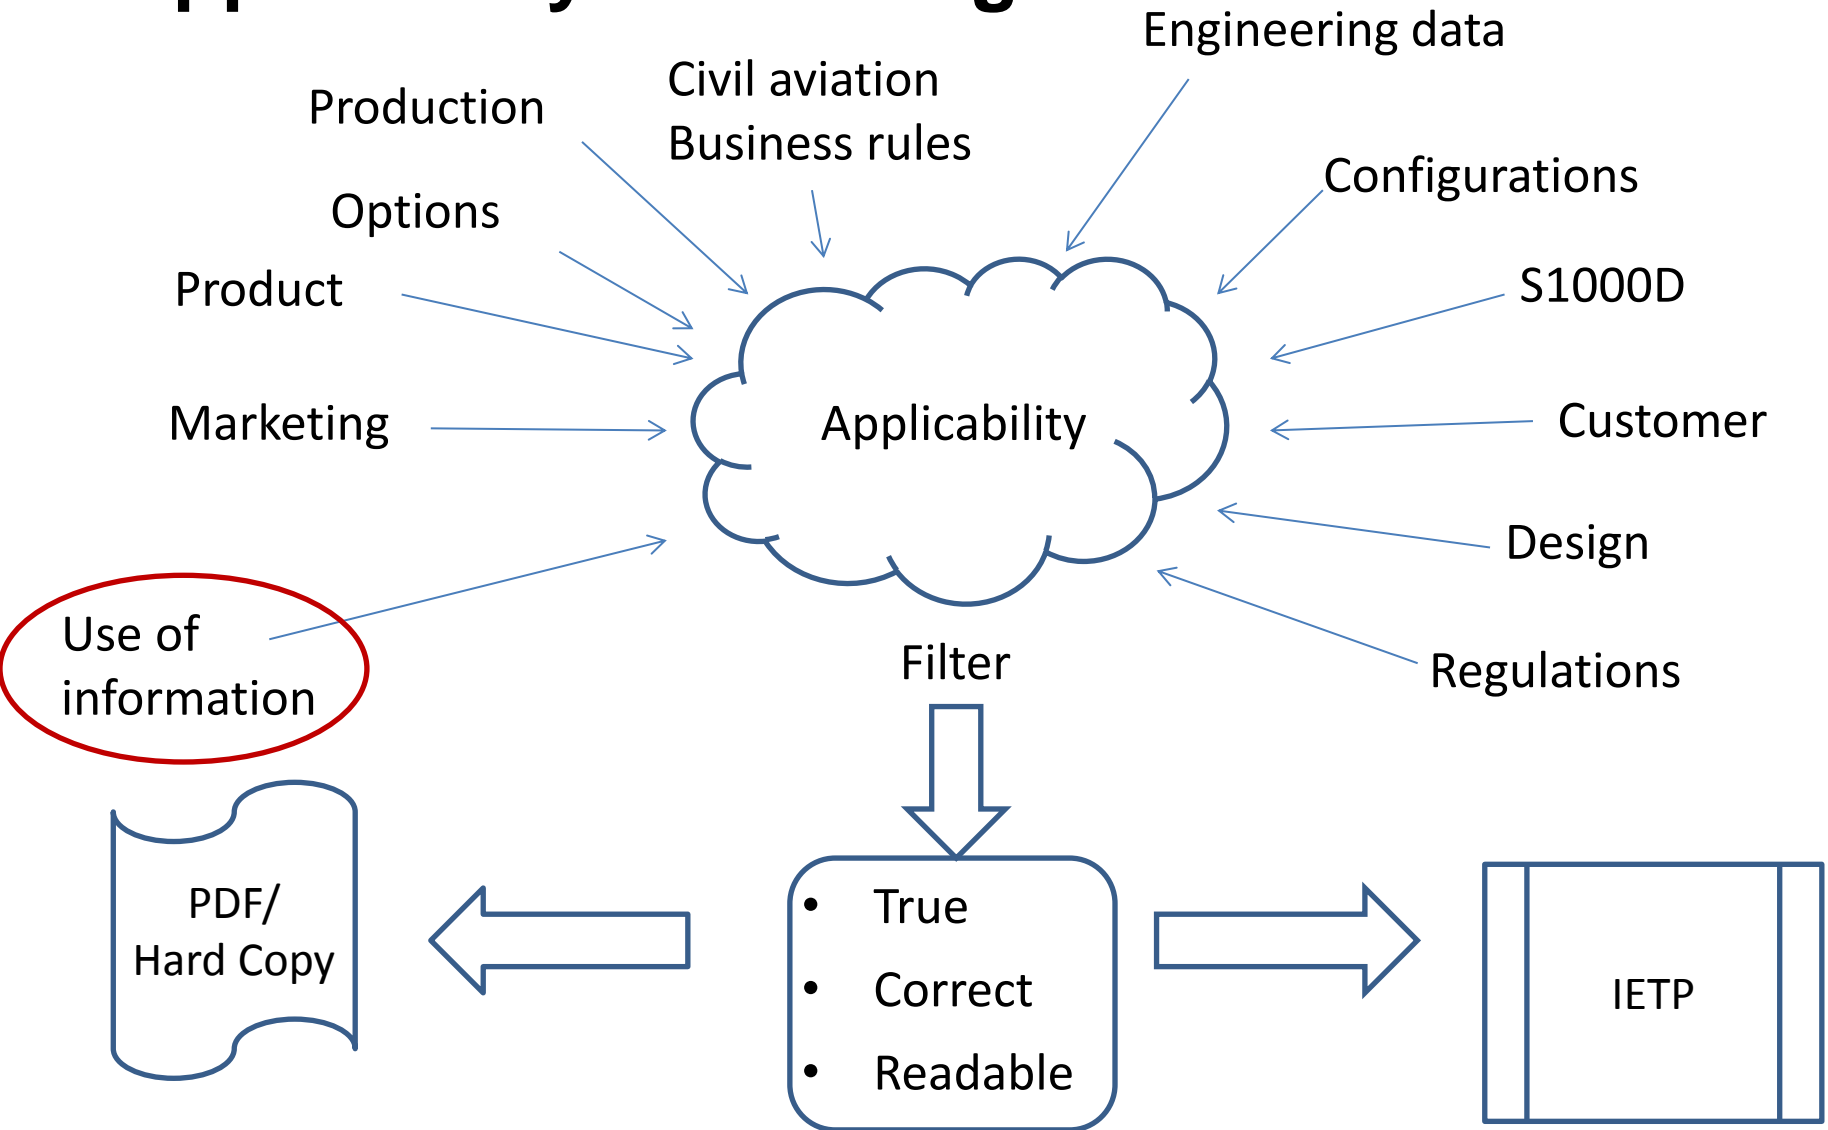 Engineering data
Civil aviation
Business rules
Production
Configurations
Options
Product
S1000D
Marketing
Applicability
Customer
Design
Use of
information
Filter
Regulations
PDF/
Hard Copy
• True
• Correct
• Readable
IETP